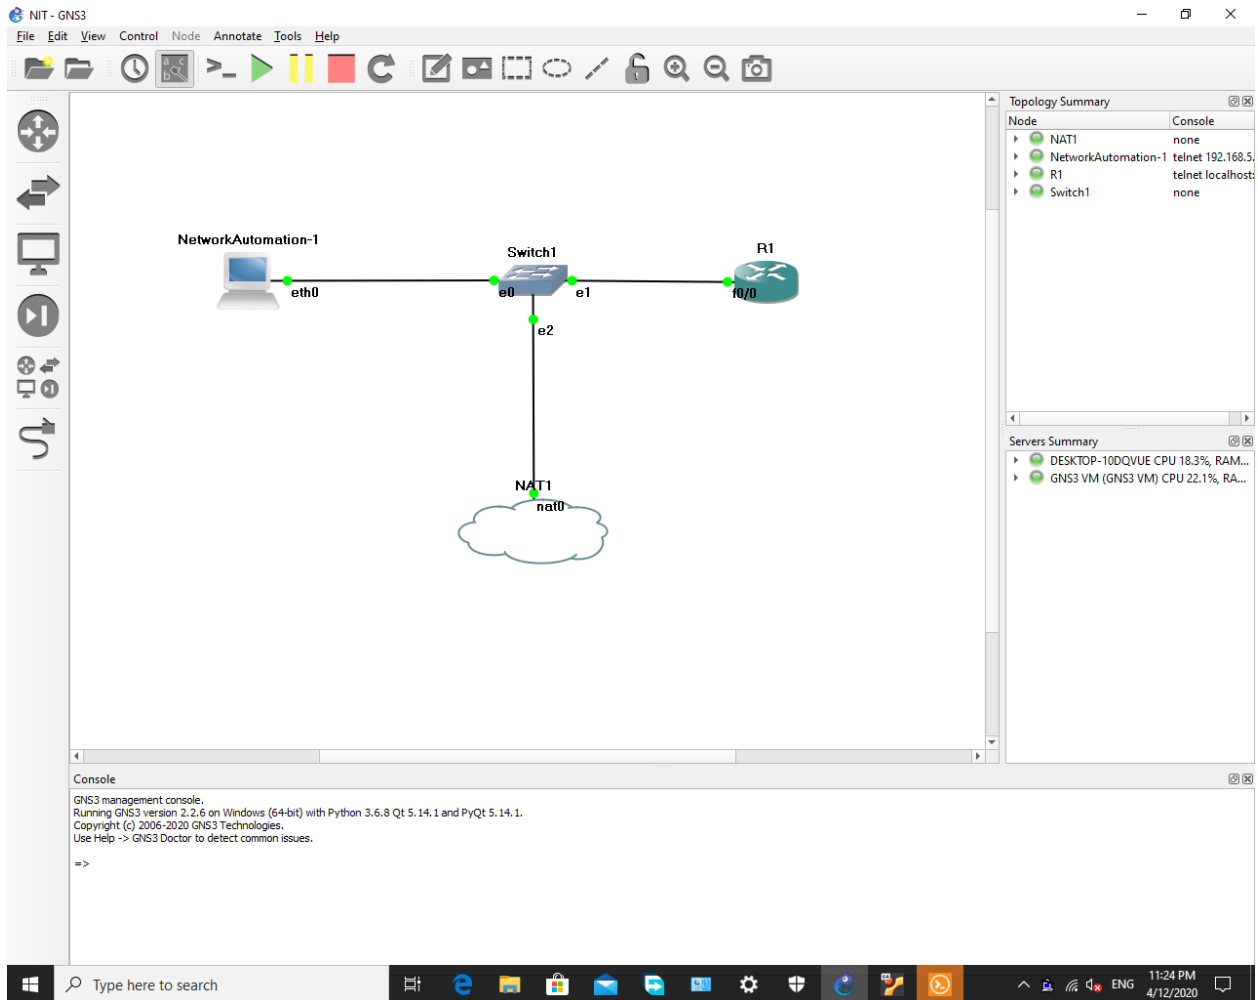 NIT - GNS3
File Edit View Control Node Annotate Tools Help
Topology Summary
Node Console
NAT1 none
NetworkAutomation-1 telnet 192.168.5.
R1 telnet localhost:
Switch1 none
NetworkAutomation-1
eth0
Switch1
e0
e1
e2
R1
f0/0
NAT1
nat0
Servers Summary
DESKTOP-10DQVUE CPU 18.3%, RAM...
GNS3 VM (GNS3 VM) CPU 22.1%, RA...
Console
GNS3 management console.
Running GNS3 version 2.2.6 on Windows (64-bit) with Python 3.6.8 Qt 5.14.1 and PyQt 5.14.1.
Copyright (c) 2006-2020 GNS3 Technologies.
Use Help -> GNS3 Doctor to detect common issues.
=>
Type here to search
ENG
11:24 PM
4/12/2020